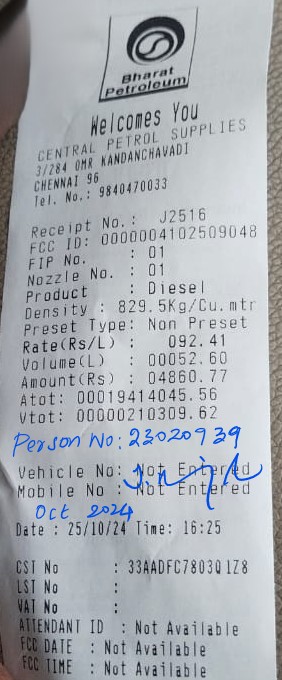 Bharat
Petroleum
Welcomes You
CENTRAL PETROL SUPPLIES
3/284 OMR KANDANCHAVADI
CHENNAI 96
Tel. No.: 9840470033
Receipt No.: J2516
FCC ID: 0000004102509048
FIP No. : 01
Nozzle No. : 01
Product : Diesel
Density : 829.5Kg/Cu.mtr
Preset Type: Non Preset
Rate(Rs/L) : 092.41
Volume(L) : 00052.60
Amount(Rs) : 04860.77
Atot: 00019414045.56
Vtot: 00000210309.62
Person No: 23020939
Vehicle No: Not Entered
Mobile No : Not Entered
Oct 2024
Date : 25/10/24 Time: 16:25
CST No : 33AADFC7803Q1Z8
LST No :
VAT No :
ATTENDANT ID : Not Available
FCC DATE : Not Available
FCC TIME : Not Available